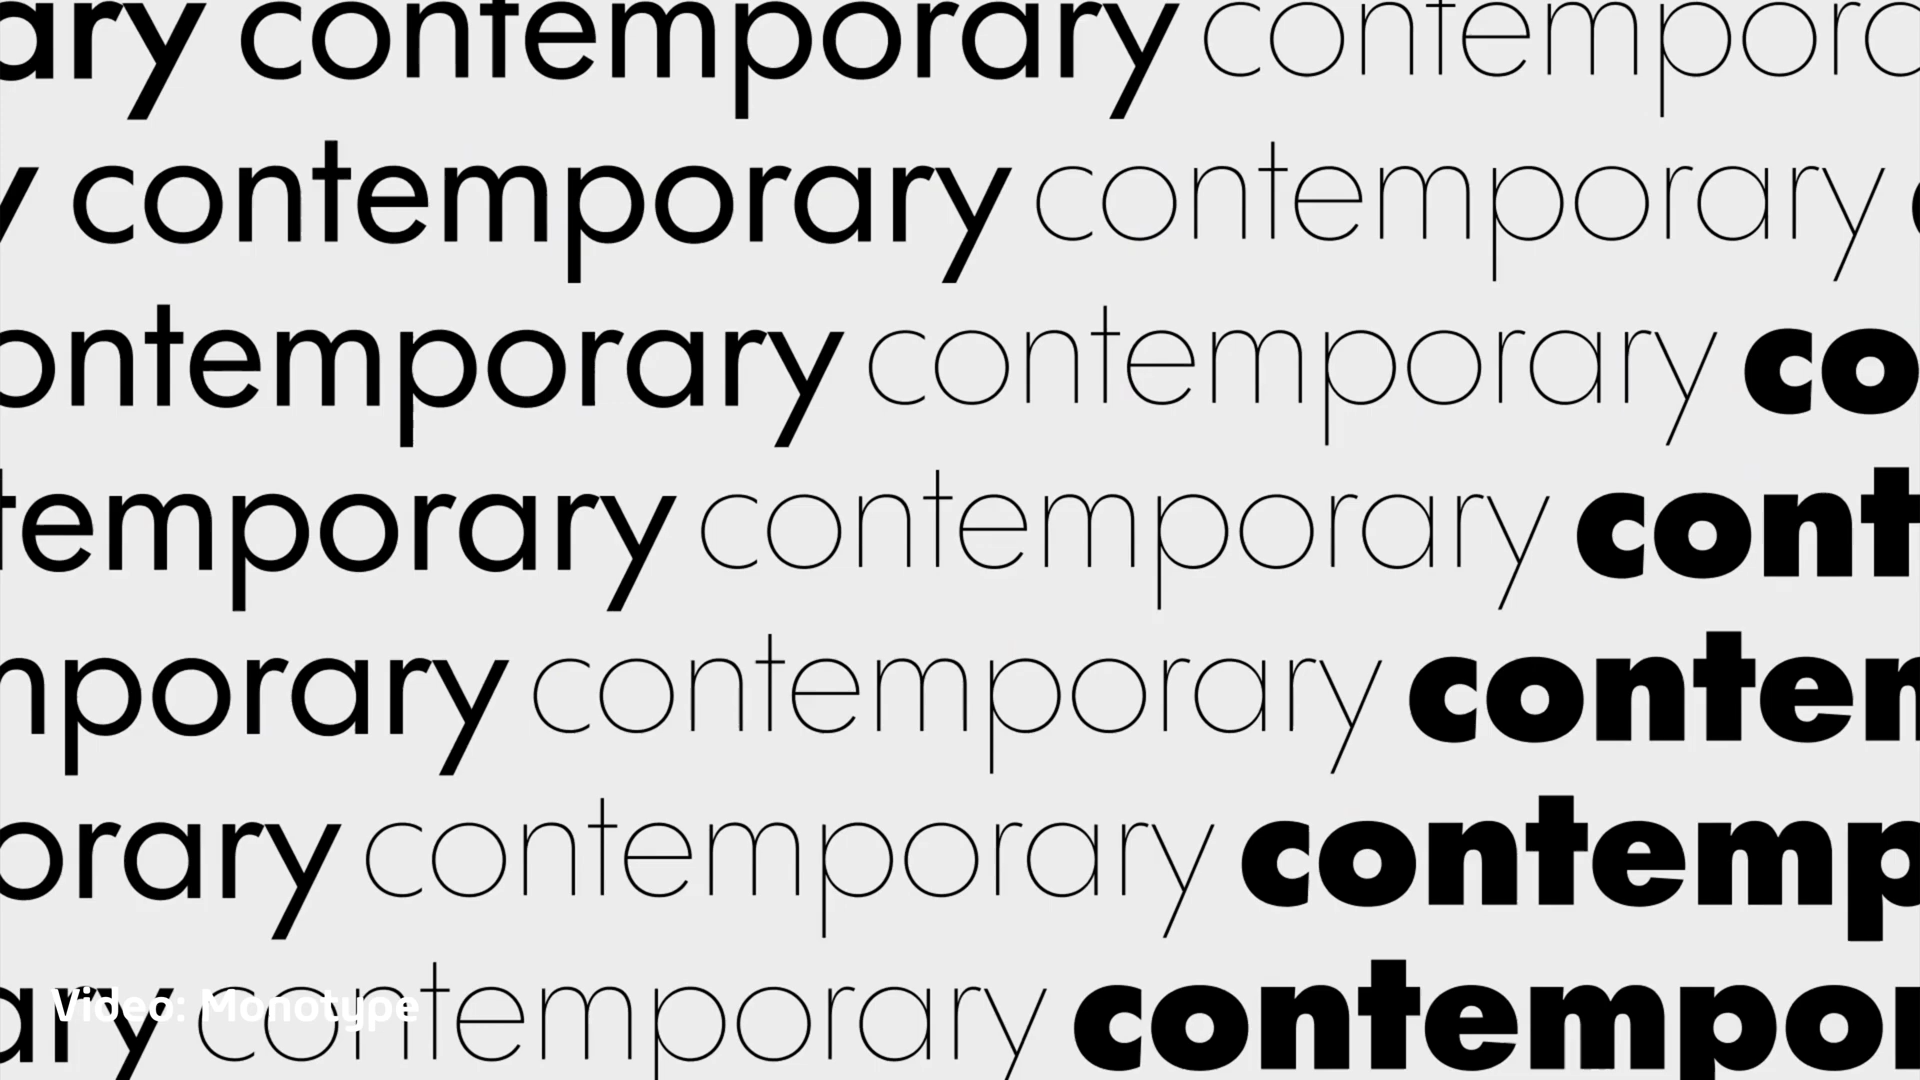 ary contemporary contempora
y contemporary contemporary c
ontemporary contemporary co
temporary contemporary cont
mporary contemporary contem
orary contemporary contemp
ary contemporary contempor
Video: Monotype